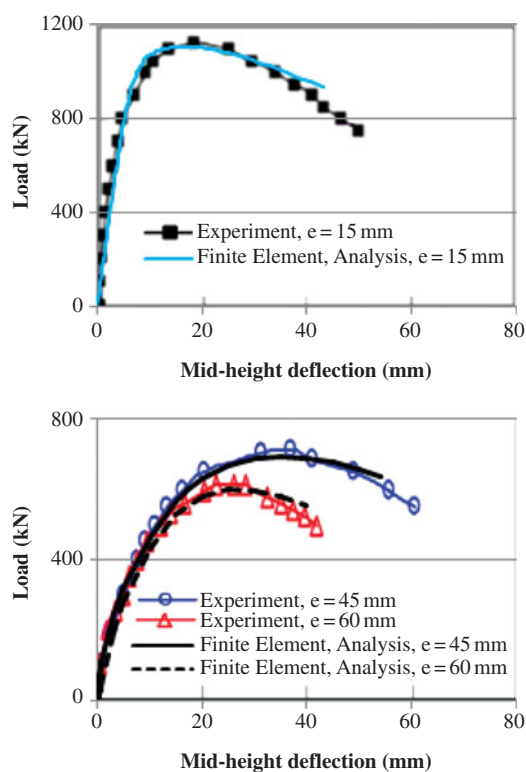 1200
800
400
0
Load (kN)
Experiment, e = 15 mm
Finite Element, Analysis, e = 15 mm
0 20 40 60 80
Mid-height deflection (mm)
800
400
0
Load (kN)
Experiment, e = 45 mm
Experiment, e = 60 mm
Finite Element, Analysis, e = 45 mm
Finite Element, Analysis, e = 60 mm
0 20 40 60 80
Mid-height deflection (mm)